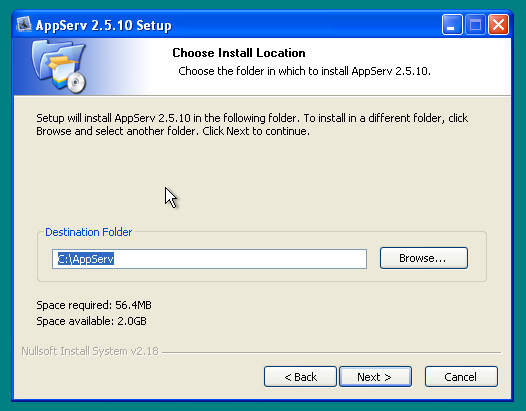 AppServ 2.5.10 Setup
Choose Install Location
Choose the folder in which to install AppServ 2.5.10.
Setup will install AppServ 2.5.10 in the following folder. To install in a different folder, click
Browse and select another folder. Click Next to continue.
Destination Folder
C:\AppServ
Browse...
Space required: 56.4MB
Space available: 2.0GB
Nullsoft Install System v2.18
< Back
Next >
Cancel